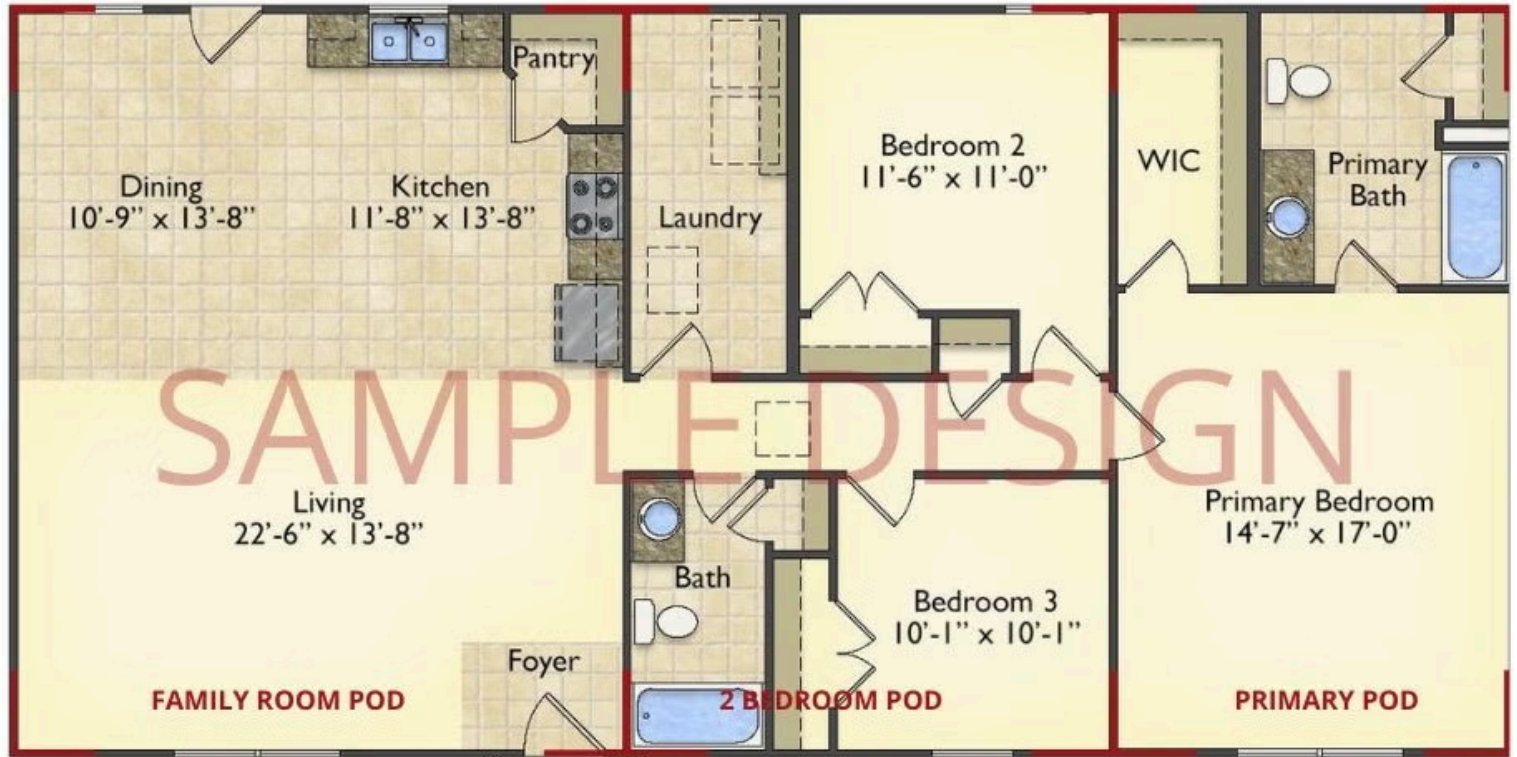 Pantry
Dining
10'-9” x 13'-8”
Kitchen
11'-8” x 13'-8”
Laundry
Bedroom 2
11'-6” x 11'-0”
WIC
Primary
Bath
SAMPLE DESIGN
Living
22'-6” x 13'-8”
Primary Bedroom
14'-7” x 17'-0”
Bath
Bedroom 3
10'-1” x 10'-1”
Foyer
FAMILY ROOM POD
2 BEDROOM POD
PRIMARY POD